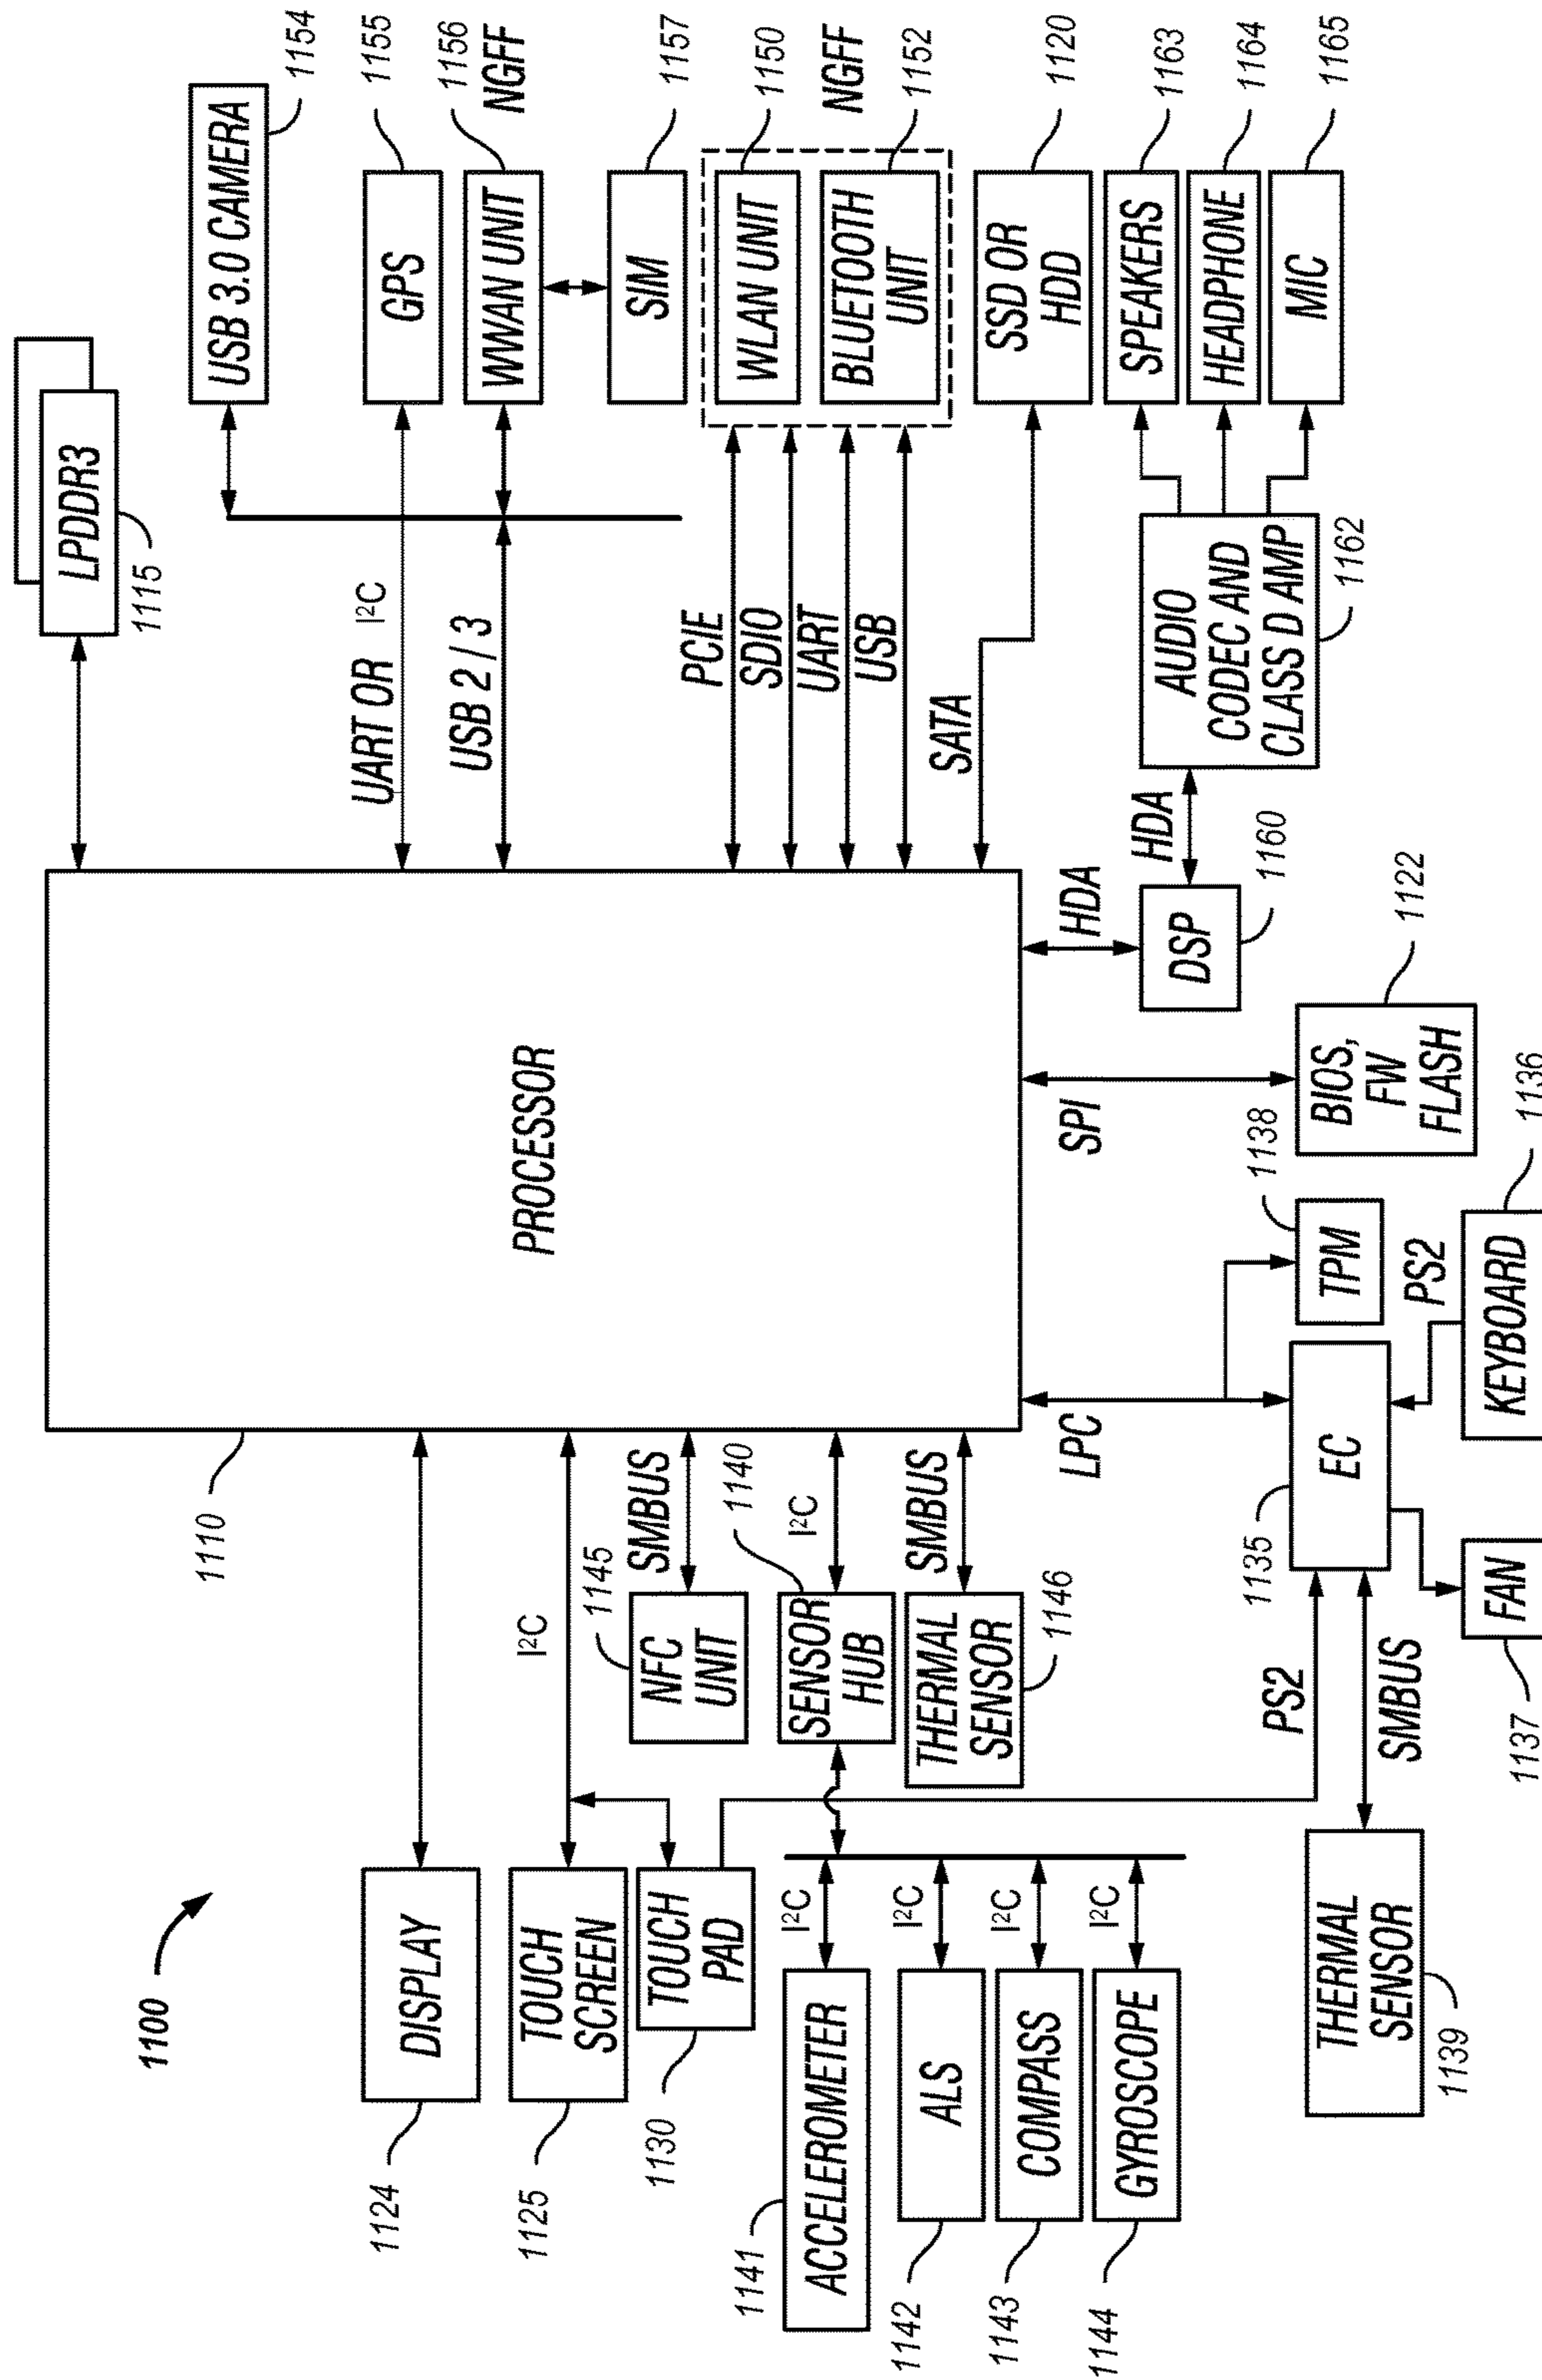 1100
LPDDR3
1115
USB 3.0 CAMERA
1154
GPS
1155
UART OR I²C
WWAN UNIT
1156
NGFF
USB 2 / 3
SIM
1157
WLAN UNIT
1150
NGFF
BLUETOOTH
UNIT
1152
PCIE
SDIO
UART
USB
SSD OR
HDD
1120
SATA
SPEAKERS
1163
HEADPHONE
1164
MIC
1165
AUDIO
CODEC AND
CLASS D AMP
1162
HDA
HDA
DSP
1160
PROCESSOR
1110
DISPLAY
1124
TOUCH
SCREEN
1125
I²C
TOUCH
PAD
1130
NFC
UNIT
1145
SMBUS
SENSOR
HUB
1140
I²C
THERMAL
SENSOR
1146
SMBUS
ACCELEROMETER
1141
I²C
ALS
1142
I²C
COMPASS
1143
I²C
GYROSCOPE
1144
I²C
THERMAL
SENSOR
1139
SMBUS
PS2
LPC
EC
1135
FAN
1137
KEYBOARD
1136
PS2
TPM
1138
SPI
BIOS,
FW
FLASH
1122